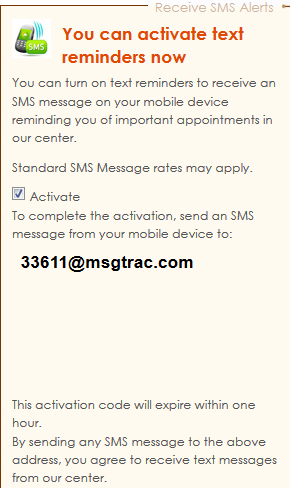 Receive SMS Alerts
SMS
You can activate text
reminders now
You can turn on text reminders to receive an
SMS message on your mobile device
reminding you of important appointments in
our center.
Standard SMS Message rates may apply.
Activate
To complete the activation, send an SMS
message from your mobile device to:
33611@msgtrac.com
This activation code will expire within one
hour.
By sending any SMS message to the above
address, you agree to receive text messages
from our center.